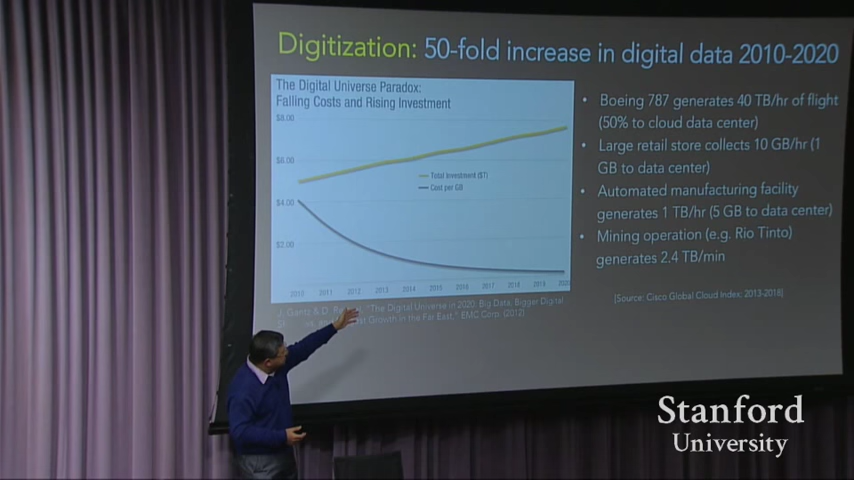 Digitization: 50-fold increase in digital data 2010-2020
The Digital Universe Paradox:
Falling Costs and Rising Investment
$8.00
$6.00
$4.00
$2.00
Total Investment ($T)
Cost per GB
2010 2011 2012 2013 2014 2015 2016 2017 2018 2019 2020
J. Gantz & D. "The Digital Universe in 2020: Big Data, Bigger Digital
Growth in the Far East," EMC Corp. (2012)
• Boeing 787 generates 40 TB/hr of flight
(50% to cloud data center)
• Large retail store collects 10 GB/hr (1
GB to data center)
• Automated manufacturing facility
generates 1 TB/hr (5 GB to data center)
• Mining operation (e.g. Rio Tinto)
generates 2.4 TB/min
[Source: Cisco Global Cloud Index: 2013-2018]
Stanford
University